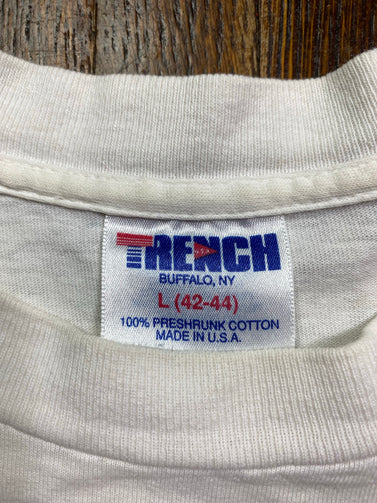 TRENCH
BUFFALO, NY
L (42-44)
100% PRESHRUNK COTTON
MADE IN U.S.A.